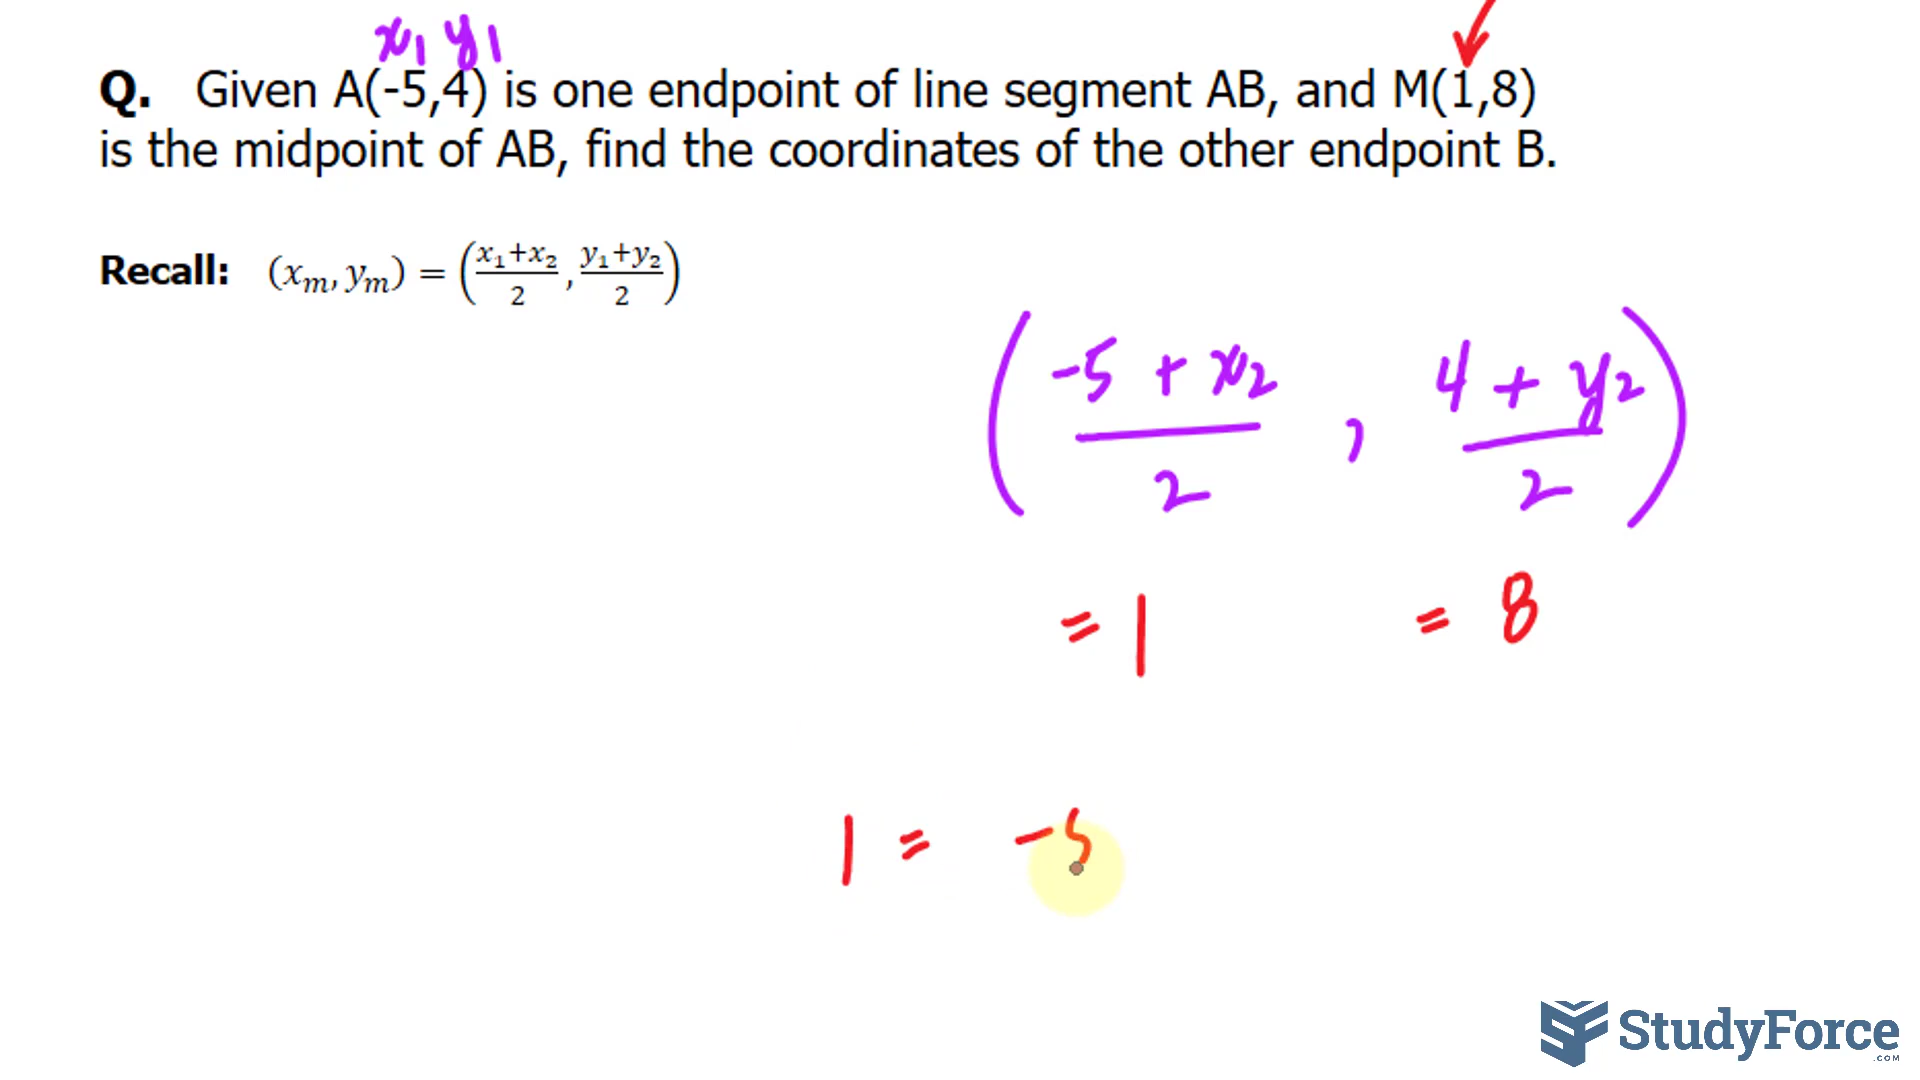 x1 y1
Q. Given A(-5,4) is one endpoint of line segment AB, and M(1,8)
is the midpoint of AB, find the coordinates of the other endpoint B.
Recall: (xₘ, yₘ) = ((x₁+x₂)/2, (y₁+y₂)/2)
((-5 + x2)/2 , (4 + y2)/2)
= 1 = 8
1 = -5
StudyForce
.COM